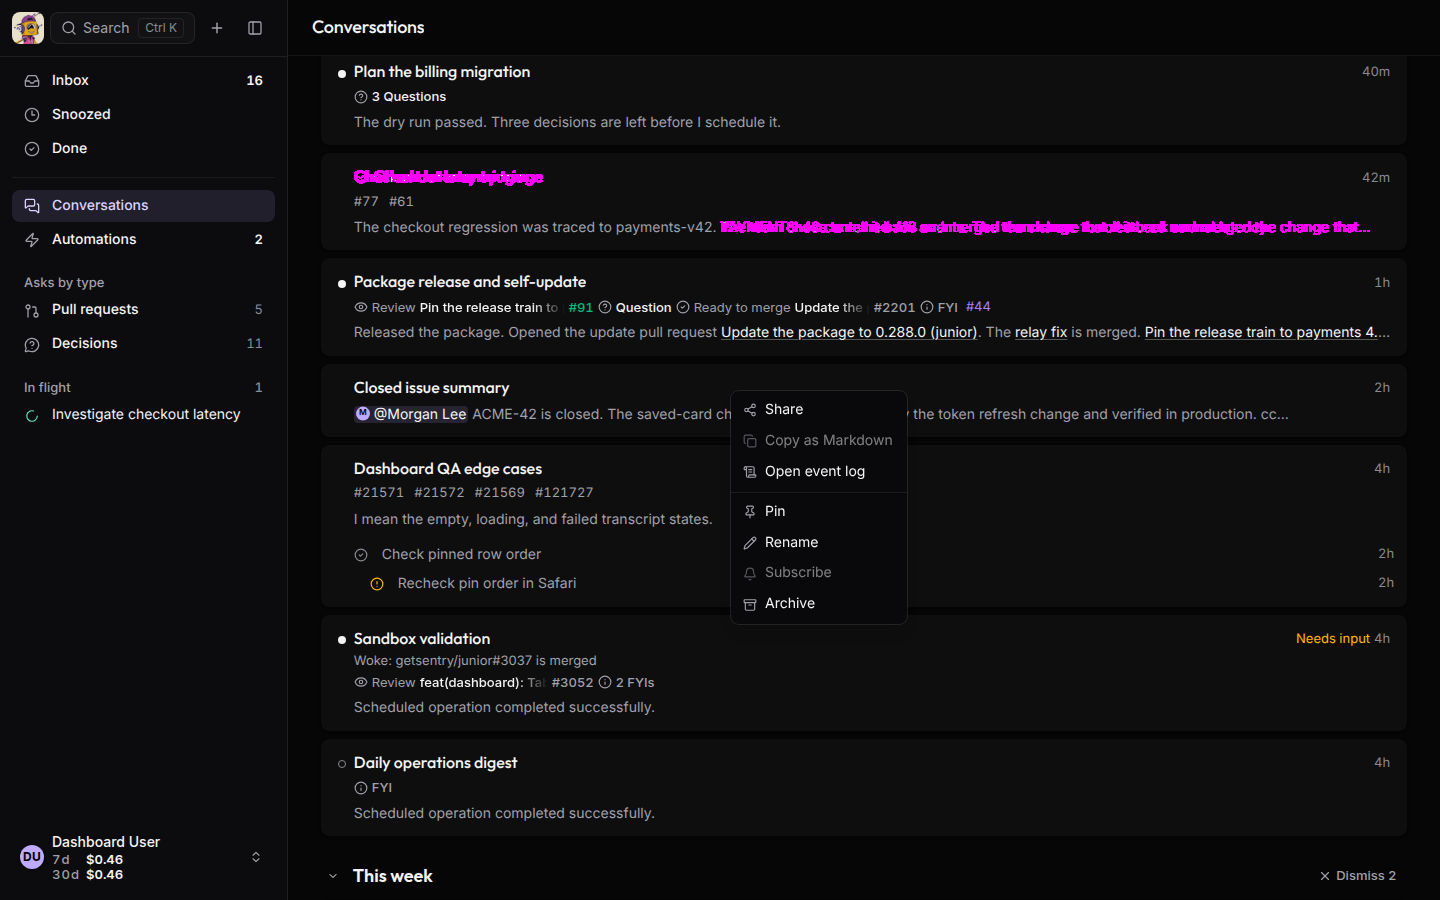 Search Ctrl K
Inbox 16
Snoozed
Done
Conversations
Automations 2
Asks by type
Pull requests 5
Decisions 11
In flight 1
Investigate checkout latency
DU Dashboard User
7d $0.46
30d $0.46
Conversations
Plan the billing migration 40m
3 Questions
The dry run passed. Three decisions are left before I schedule it.
42m
#77 #61
The checkout regression was traced to payments-v42. change that...
Package release and self-update 1h
Review Pin the release train to #91 Question Ready to merge Update the #2201 FYI #44
Released the package. Opened the update pull request Update the package to 0.288.0 (junior). The relay fix is merged. Pin the release train to payments 4....
Closed issue summary 2h
M @Morgan Lee ACME-42 is closed. The saved-card ch y the token refresh change and verified in production. cc...
Share
Copy as Markdown
Open event log
Pin
Rename
Subscribe
Archive
Dashboard QA edge cases 4h
#21571 #21572 #21569 #121727
I mean the empty, loading, and failed transcript states.
Check pinned row order 2h
Recheck pin order in Safari 2h
Sandbox validation Needs input 4h
Woke: getsentry/junior#3037 is merged
Review feat(dashboard): Tal #3052 2 FYIs
Scheduled operation completed successfully.
Daily operations digest 4h
FYI
Scheduled operation completed successfully.
This week Dismiss 2